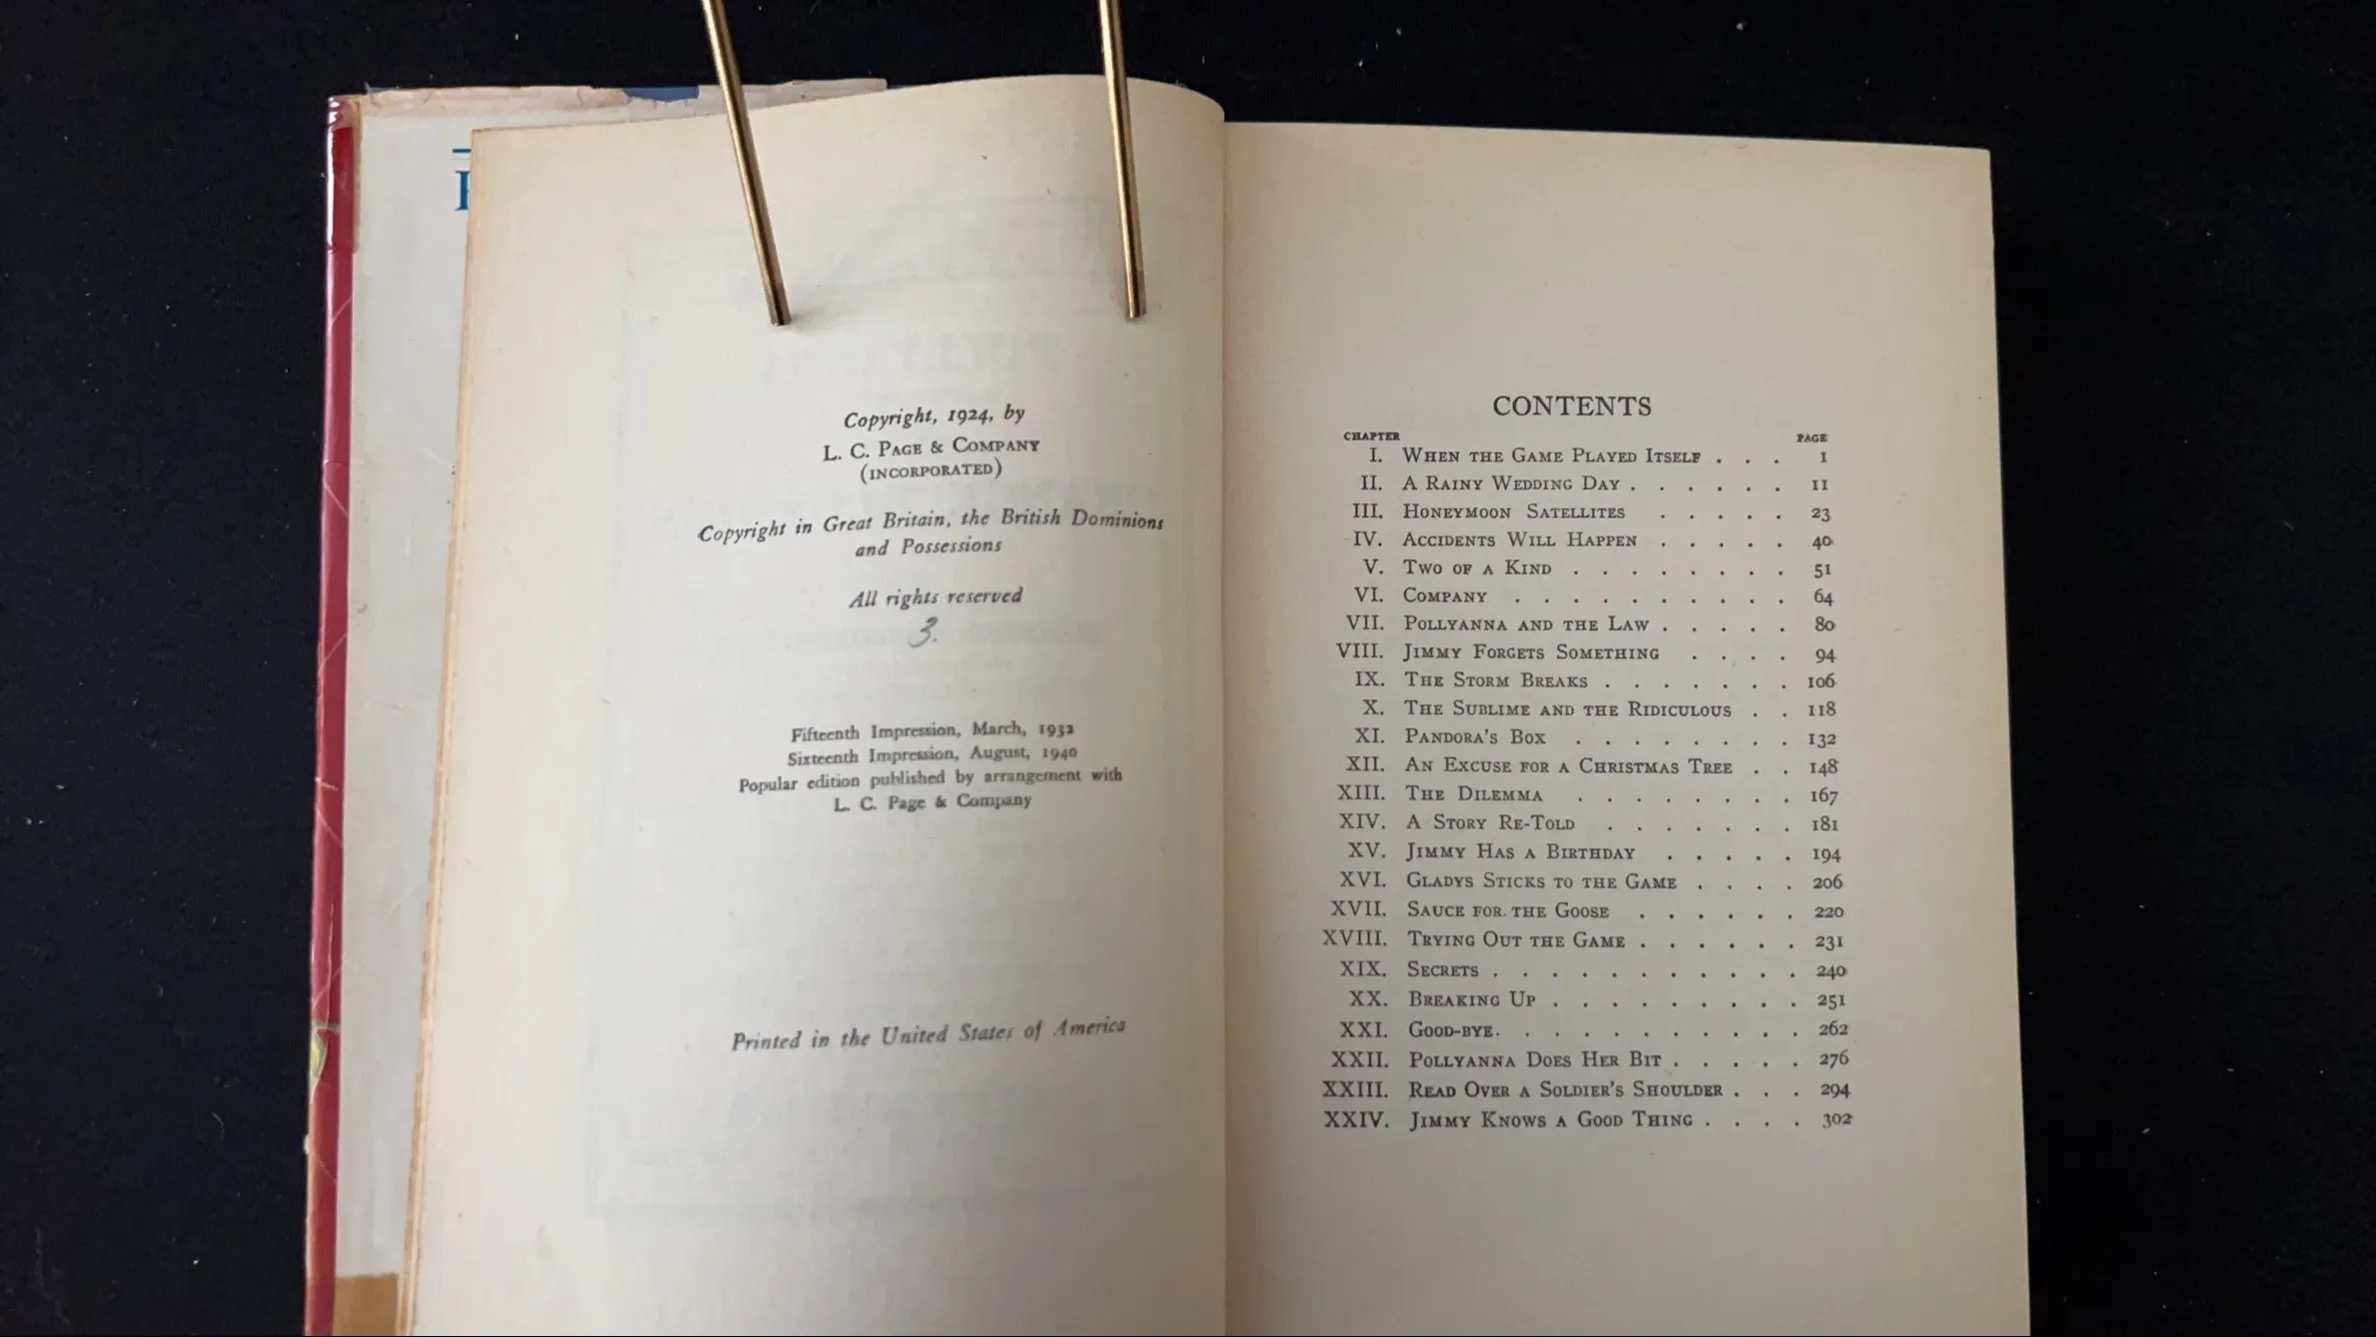 Copyright, 1924, by
L. C. Page & Company
(INCORPORATED)
Copyright in Great Britain, the British Dominions
and Possessions
All rights reserved
3.
Fifteenth Impression, March, 1932
Sixteenth Impression, August, 1940
Popular edition published by arrangement with
L. C. Page & Company
Printed in the United States of America
CONTENTS
CHAPTER PAGE
I. When the Game Played Itself . . . 1
II. A Rainy Wedding Day . . . . . . 11
III. Honeymoon Satellites . . . . . 23
IV. Accidents Will Happen . . . . . 40
V. Two of a Kind . . . . . . . . 51
VI. Company . . . . . . . . . . 64
VII. Pollyanna and the Law . . . . . 80
VIII. Jimmy Forgets Something . . . . 94
IX. The Storm Breaks . . . . . . . 106
X. The Sublime and the Ridiculous . . 118
XI. Pandora's Box . . . . . . . . 132
XII. An Excuse for a Christmas Tree . . 148
XIII. The Dilemma . . . . . . . . 167
XIV. A Story Re-Told . . . . . . . 181
XV. Jimmy Has a Birthday . . . . . 194
XVI. Gladys Sticks to the Game . . . . 206
XVII. Sauce for the Goose . . . . . . 220
XVIII. Trying Out the Game . . . . . . 231
XIX. Secrets . . . . . . . . . . . 240
XX. Breaking Up . . . . . . . . . 251
XXI. Good-bye. . . . . . . . . . . 262
XXII. Pollyanna Does Her Bit . . . . . 276
XXIII. Read Over a Soldier's Shoulder . . . 294
XXIV. Jimmy Knows a Good Thing . . . . 302